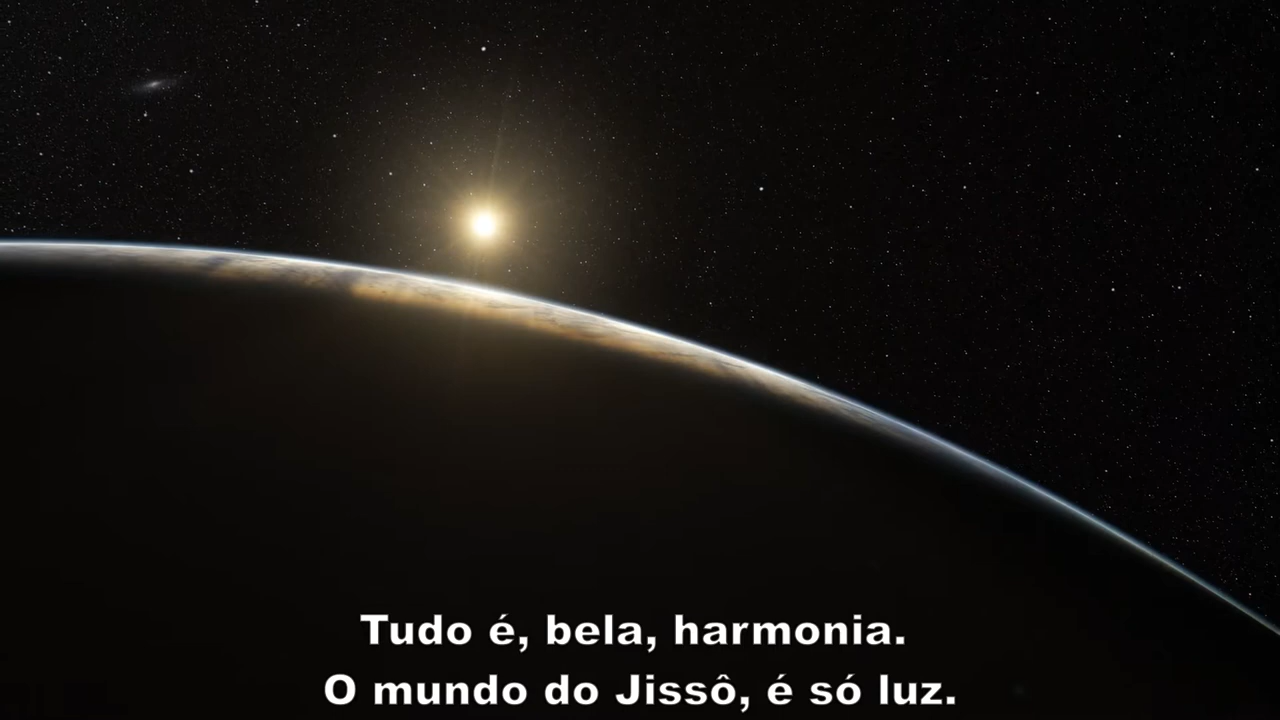 Tudo é, bela, harmonia.
O mundo do Jissô, é só luz.